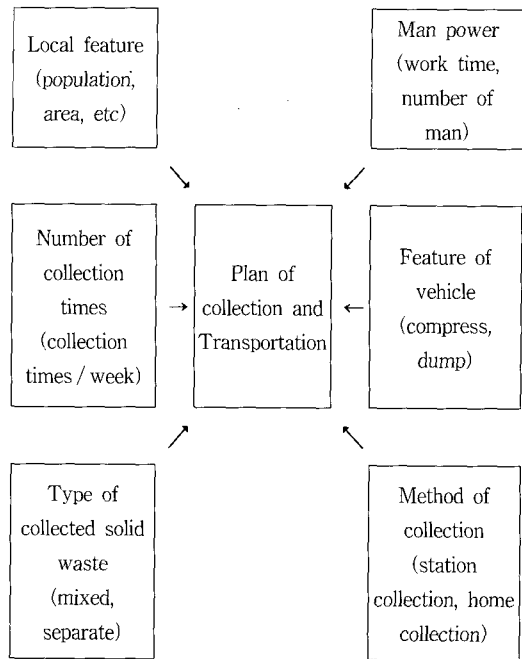 Local feature
(population,
area, etc)
Man power
(work time,
number of
man)
Number of
collection
times
(collection
times / week)
Plan of
collection and
Transportation
Feature of
vehicle
(compress,
dump)
Type of
collected solid
waste
(mixed,
separate)
Method of
collection
(station
collection, home
collection)